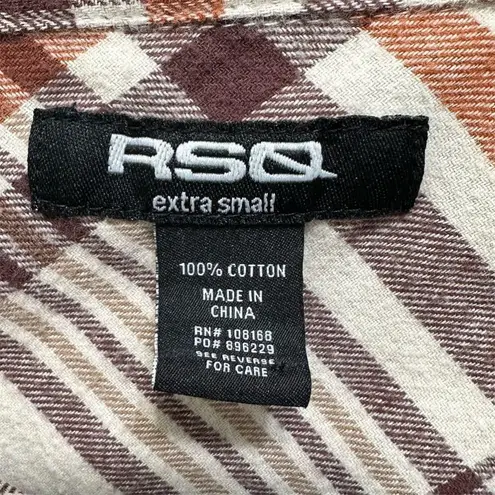 RSQ
extra small
100% COTTON
MADE IN
CHINA
RN# 108168
PO# 896229
SEE REVERSE
FOR CARE